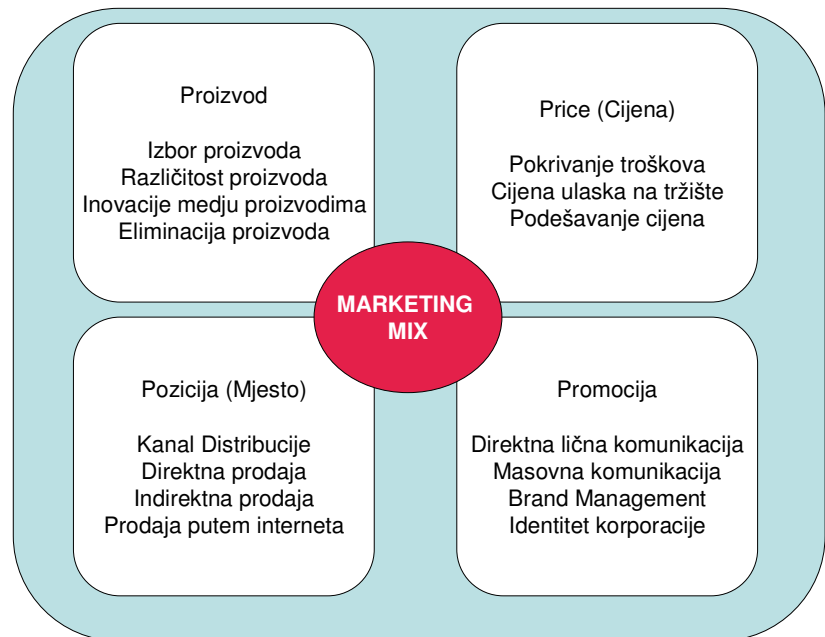 Proizvod
Izbor proizvoda
Različitost proizvoda
Inovacije medju proizvodima
Eliminacija proizvoda
Price (Cijena)
Pokrivanje troškova
Cijena ulaska na tržište
Podešavanje cijena
MARKETING
MIX
Pozicija (Mjesto)
Kanal Distribucije
Direktna prodaja
Indirektna prodaja
Prodaja putem interneta
Promocija
Direktna lična komunikacija
Masovna komunikacija
Brand Management
Identitet korporacije